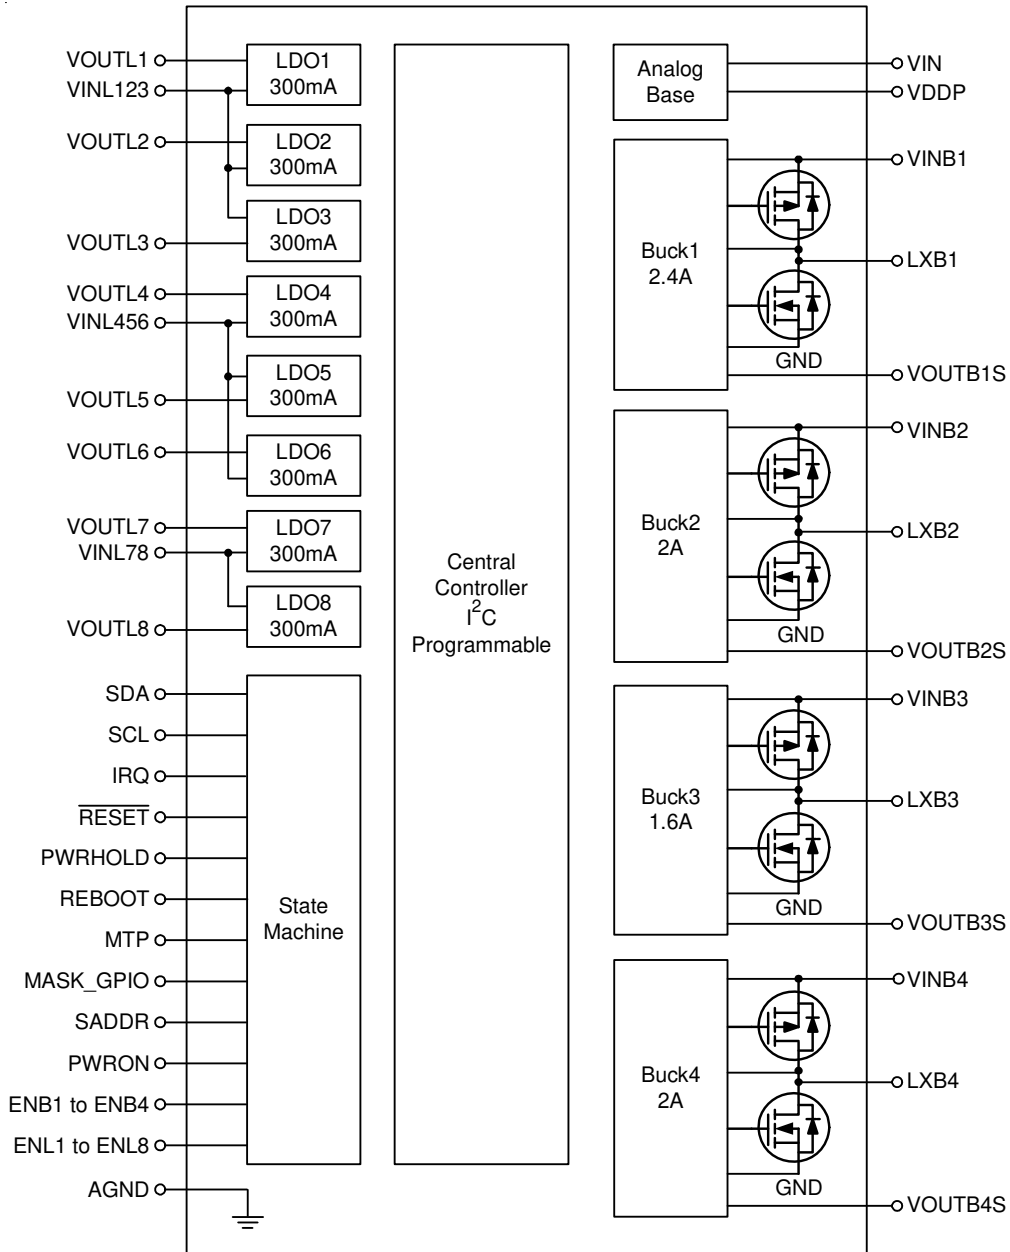 VOUTL1
VINL123
VOUTL2
VOUTL3
VOUTL4
VINL456
VOUTL5
VOUTL6
VOUTL7
VINL78
VOUTL8
SDA
SCL
IRQ
RESET
PWRHOLD
REBOOT
MTP
MASK_GPIO
SADDR
PWRON
ENB1 to ENB4
ENL1 to ENL8
AGND
LDO1
300mA
LDO2
300mA
LDO3
300mA
LDO4
300mA
LDO5
300mA
LDO6
300mA
LDO7
300mA
LDO8
300mA
State
Machine
Central
Controller
I²C
Programmable
Analog
Base
Buck1
2.4A
GND
Buck2
2A
GND
Buck3
1.6A
GND
Buck4
2A
GND
VIN
VDDP
VINB1
LXB1
VOUTB1S
VINB2
LXB2
VOUTB2S
VINB3
LXB3
VOUTB3S
VINB4
LXB4
VOUTB4S